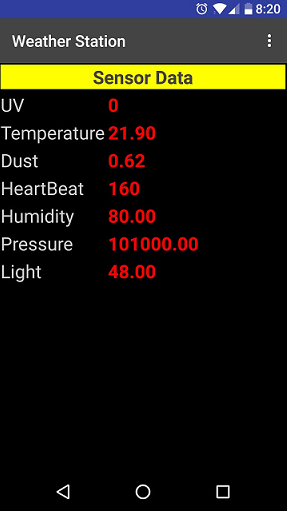 8:20
Weather Station
Sensor Data
UV 0
Temperature 21.90
Dust 0.62
HeartBeat 160
Humidity 80.00
Pressure 101000.00
Light 48.00